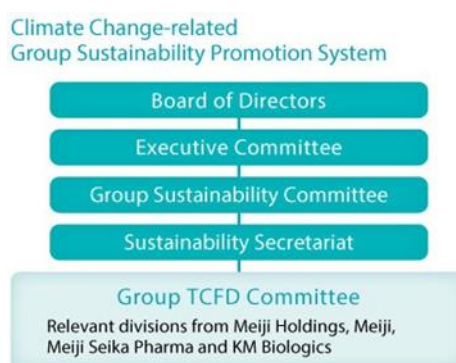 Climate Change-related
Group Sustainability Promotion System
Board of Directors
Executive Committee
Group Sustainability Committee
Sustainability Secretariat
Group TCFD Committee
Relevant divisions from Meiji Holdings, Meiji,
Meiji Seika Pharma and KM Biologics